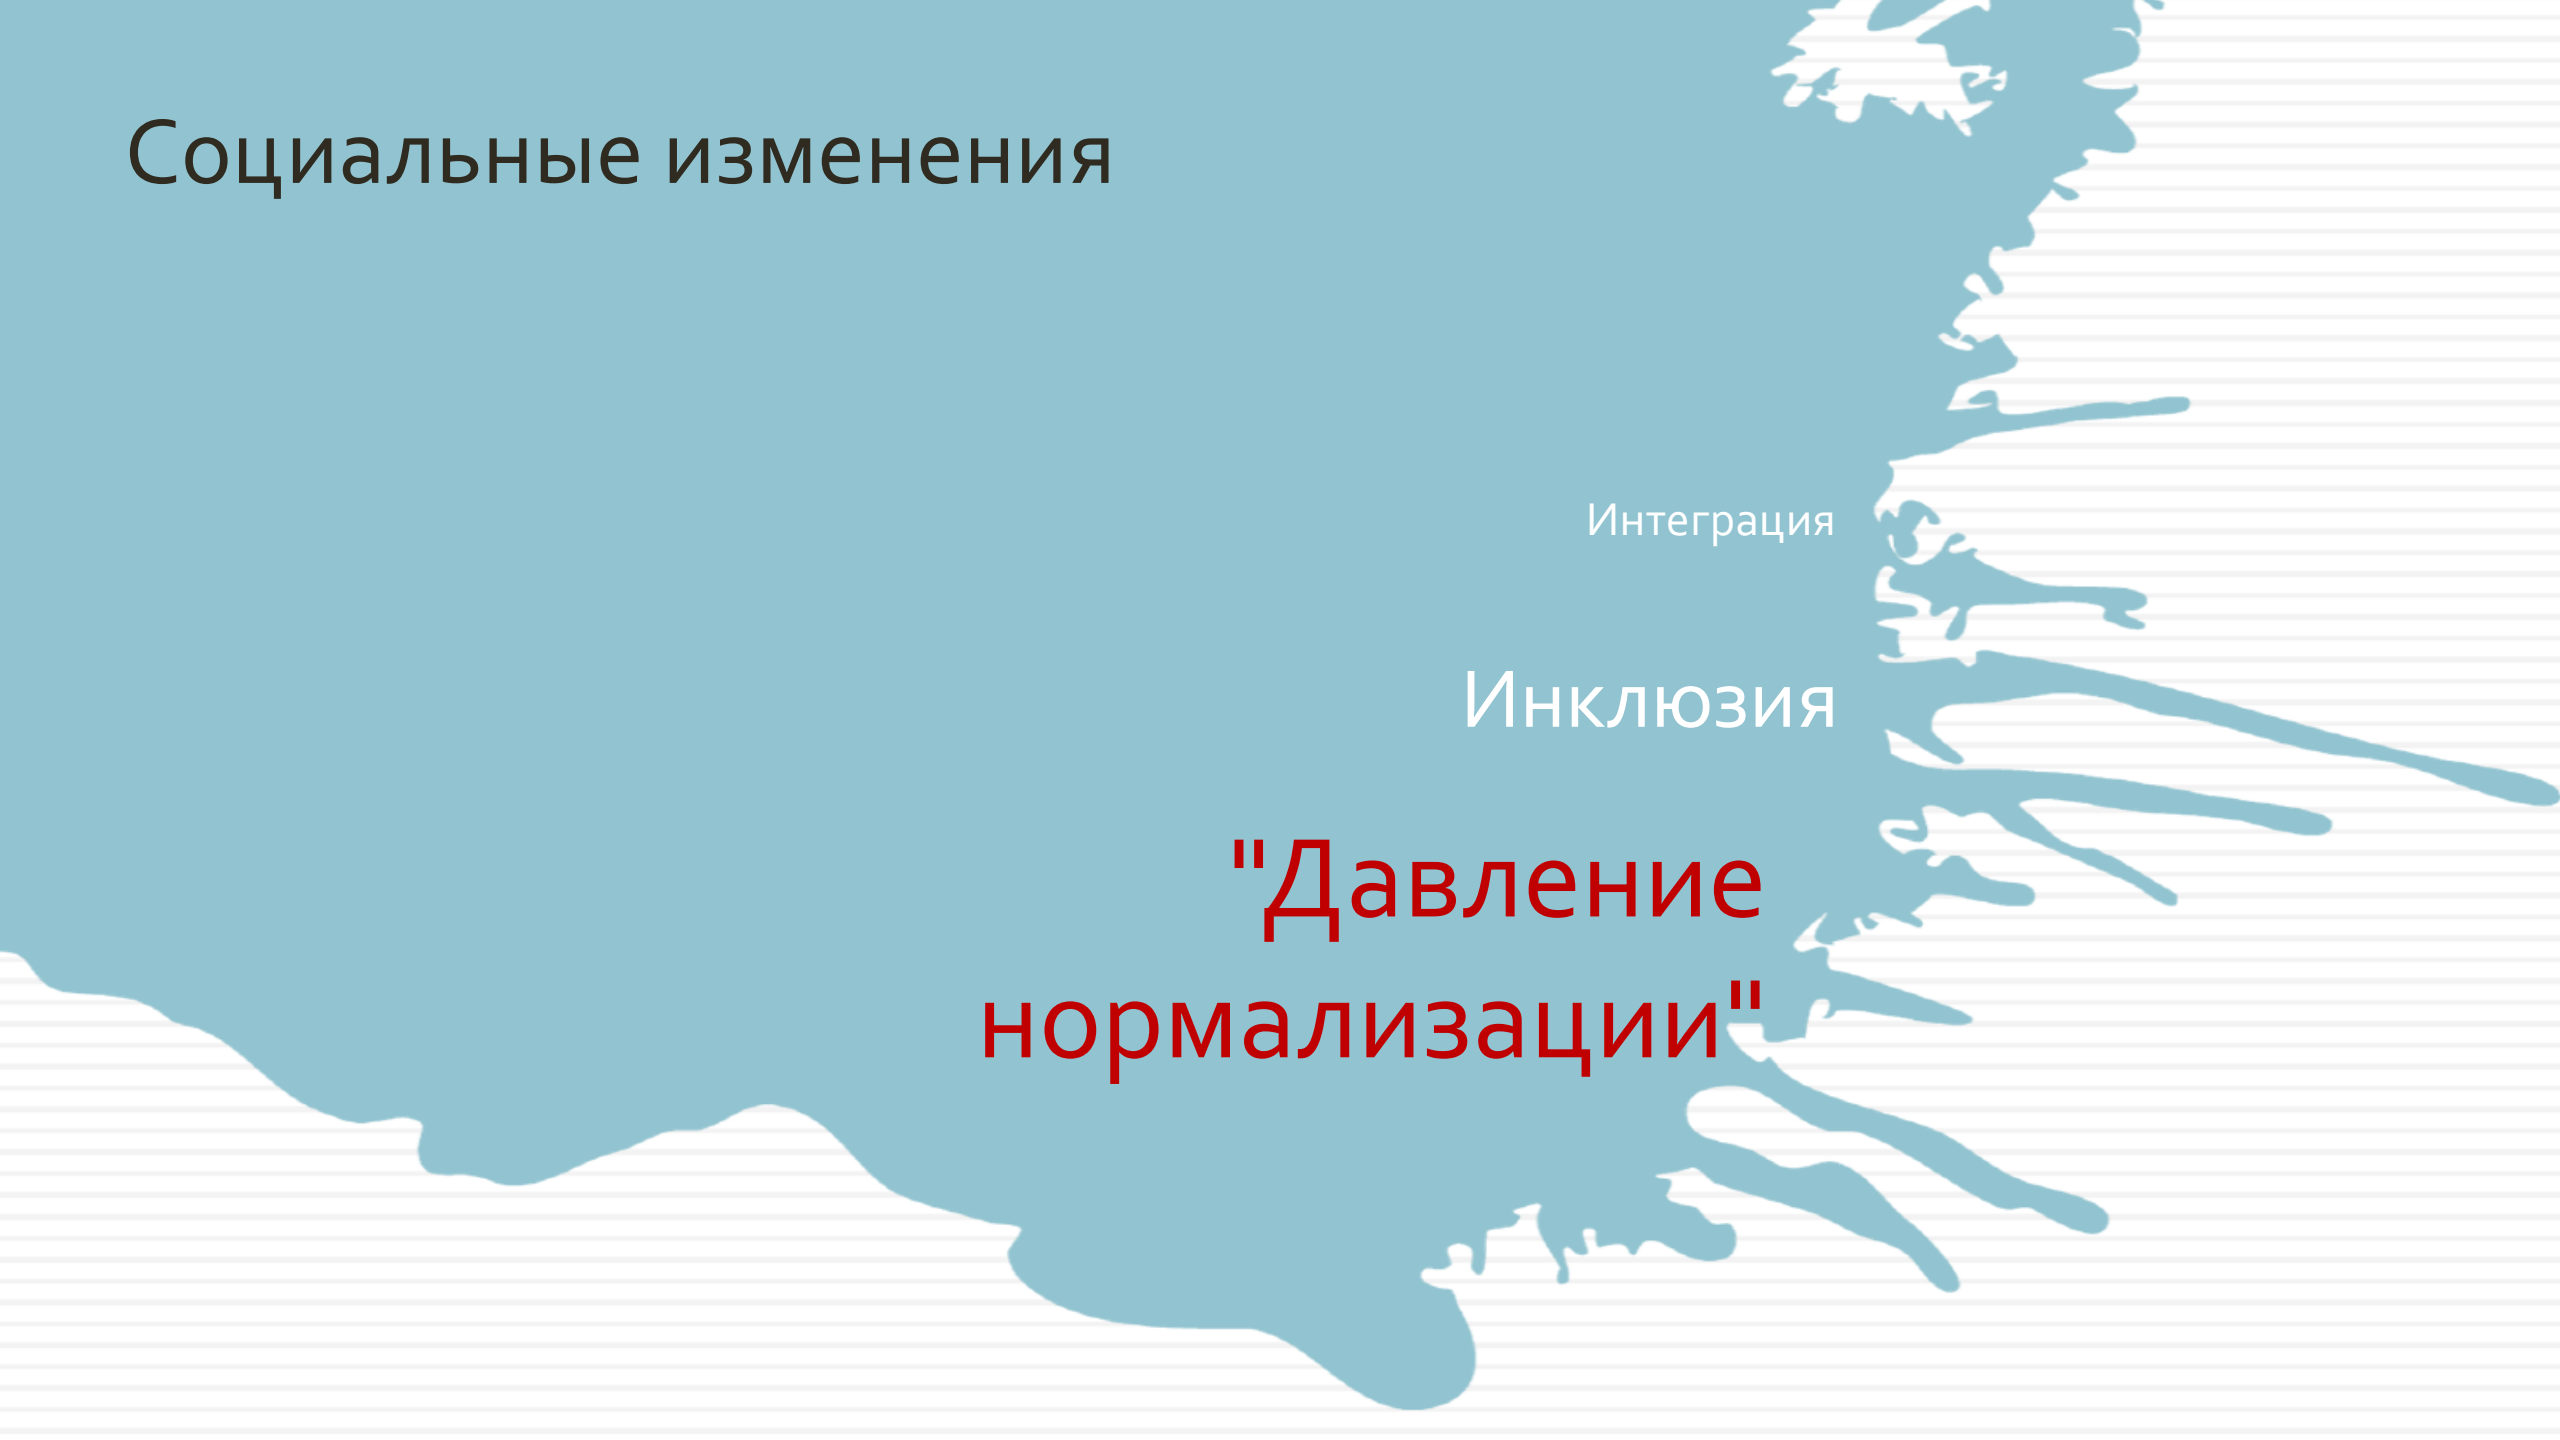 Социальные изменения
Интеграция
Инклюзия
"Давление
нормализации"